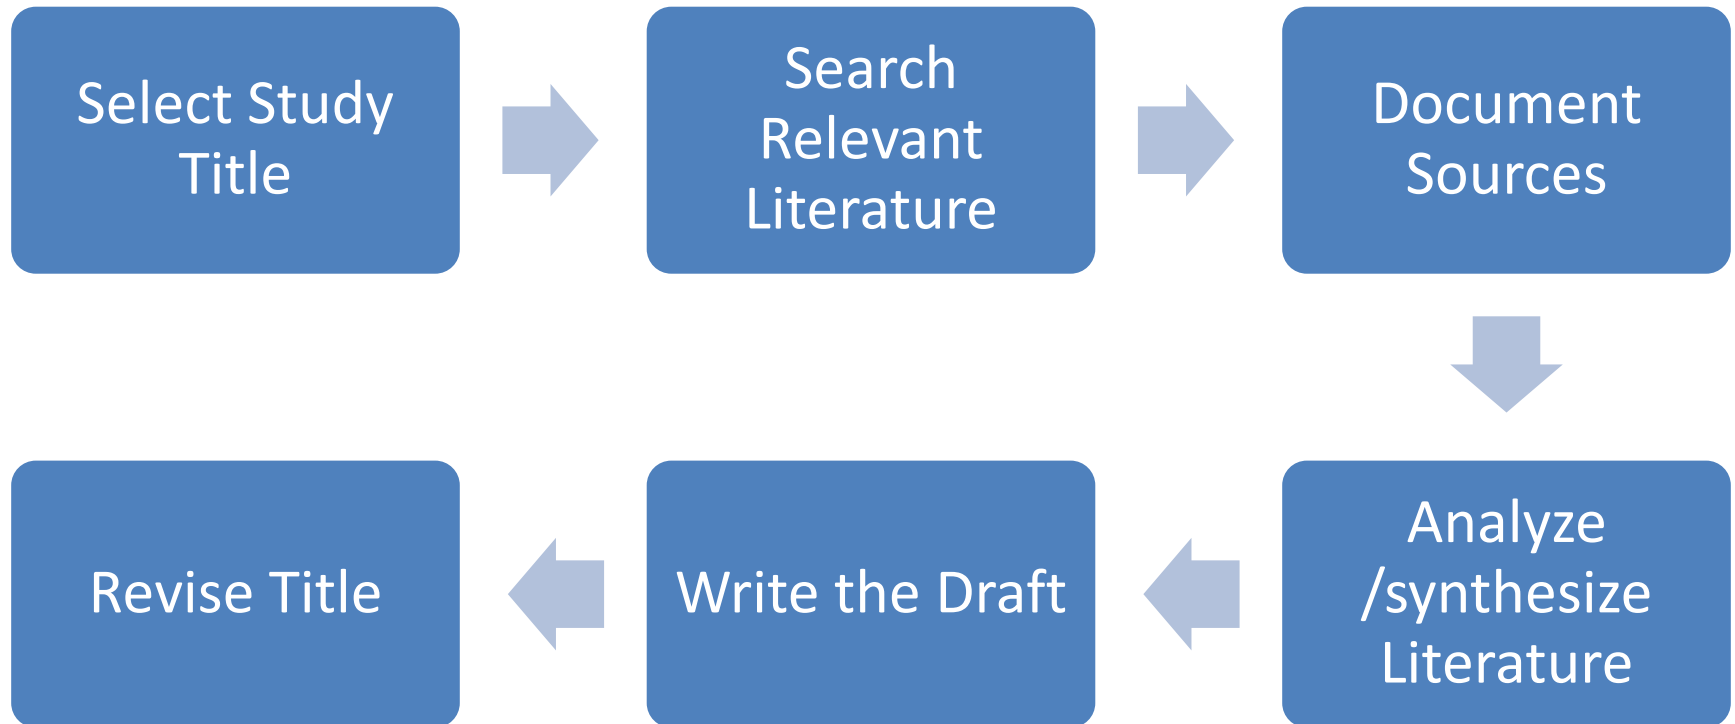 Select Study
Title
Search
Relevant
Literature
Document
Sources
Analyze
/synthesize
Literature
Write the Draft
Revise Title